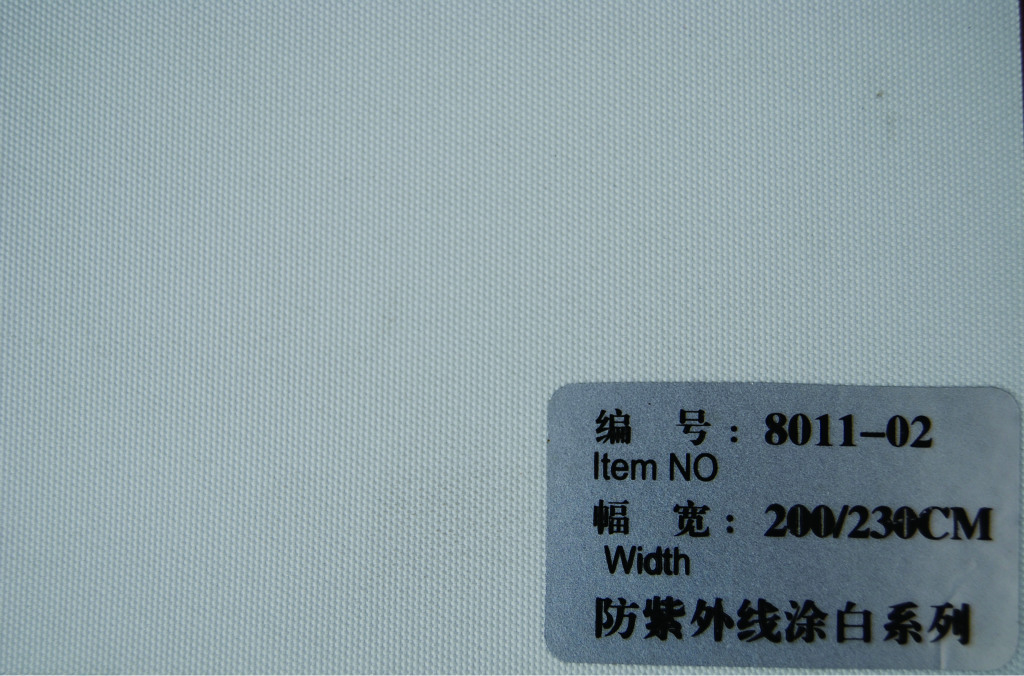 编 号：8011-02
Item NO
幅 宽：200/230CM
Width
防紫外线涂白系列